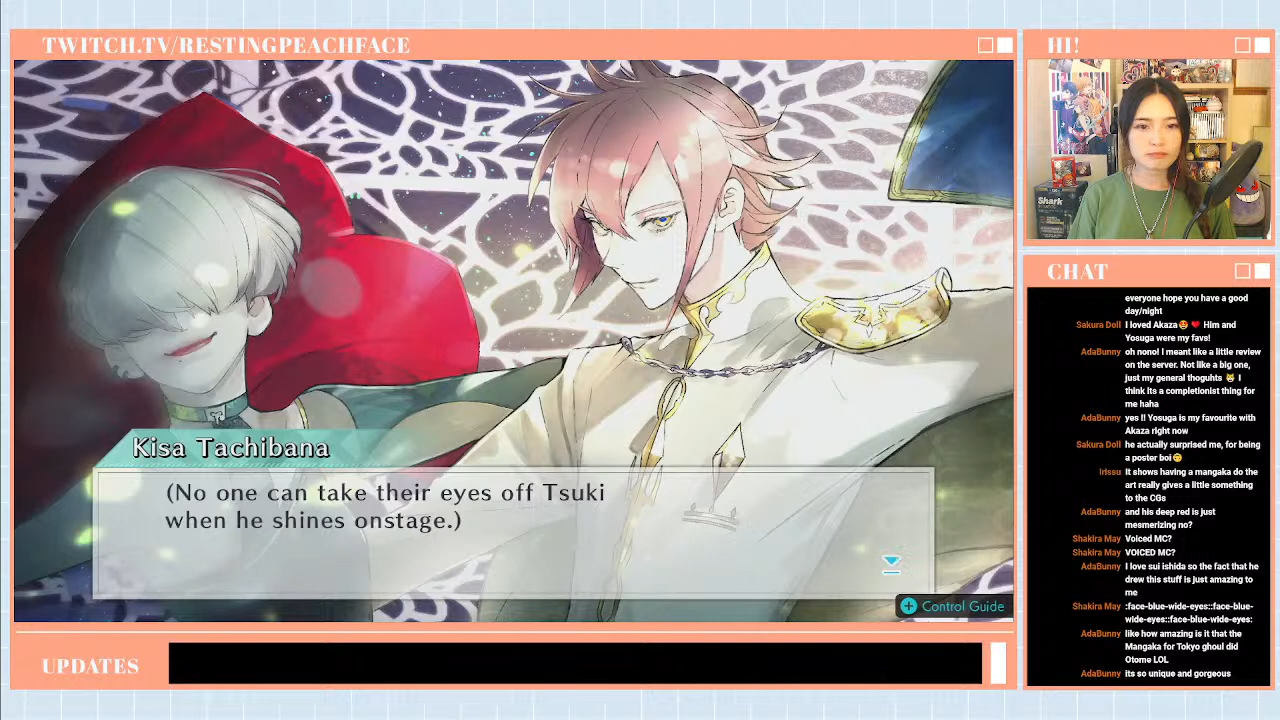 TWITCH.TV/RESTINGPEACHFACE
Kisa Tachibana
(No one can take their eyes off Tsuki
when he shines onstage.)
Control Guide
UPDATES
HI!
Shark
CHAT
everyone hope you have a good
day/night
Sakura Doll I loved Akaza😍 ❤️ Him and
Yosuga were my favs!
AdaBunny oh nono! I meant like a little review
on the server. Not like a big one,
just my general thoguhts 😽 I
think its a completionist thing for
me haha
AdaBunny yes !! Yosuga is my favourite with
Akaza right now
Sakura Doll he actually surprised me, for being
a poster boi🙃
Irissu It shows having a mangaka do the
art really gives a little something
to the CGs
AdaBunny and his deep red is just
mesmerizing no?
Shakira May Voiced MC?
Shakira May VOICED MC?
AdaBunny I love sui ishida so the fact that he
drew this stuff is just amazing to
me
Shakira May :face-blue-wide-eyes::face-blue-
wide-eyes::face-blue-wide-eyes:
AdaBunny like how amazing is it that the
Mangaka for Tokyo ghoul did
Otome LOL
AdaBunny its so unique and gorgeous